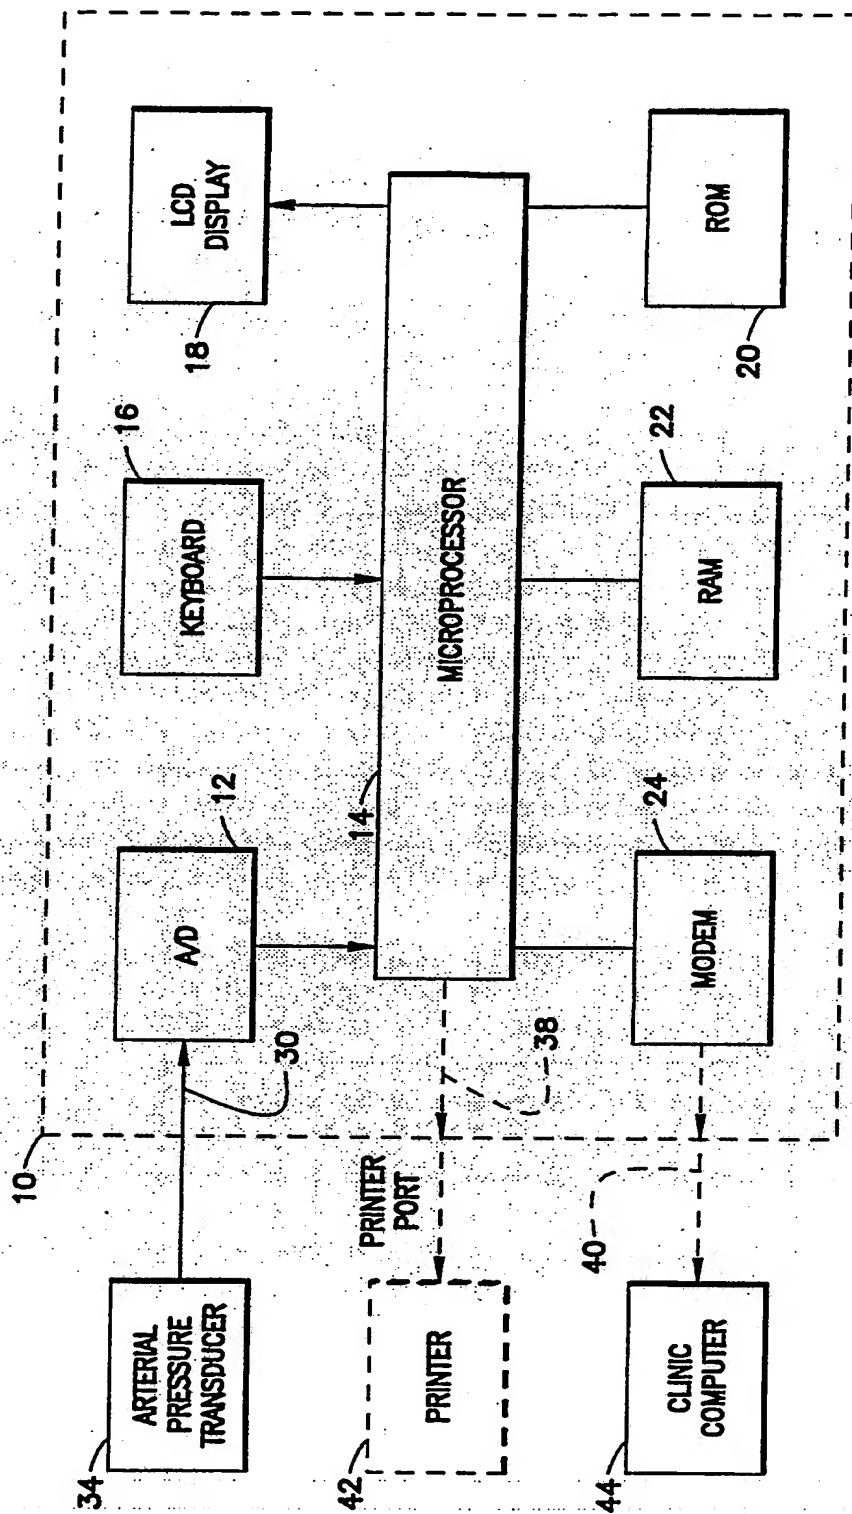 10
34
ARTERIAL
PRESSURE
TRANSDUCER
30
A/D
12
KEYBOARD
16
LCD
DISPLAY
18
42
PRINTER
PRINTER
PORT
38
14
MICROPROCESSOR
44
CLINIC
COMPUTER
40
MODEM
24
RAM
22
ROM
20